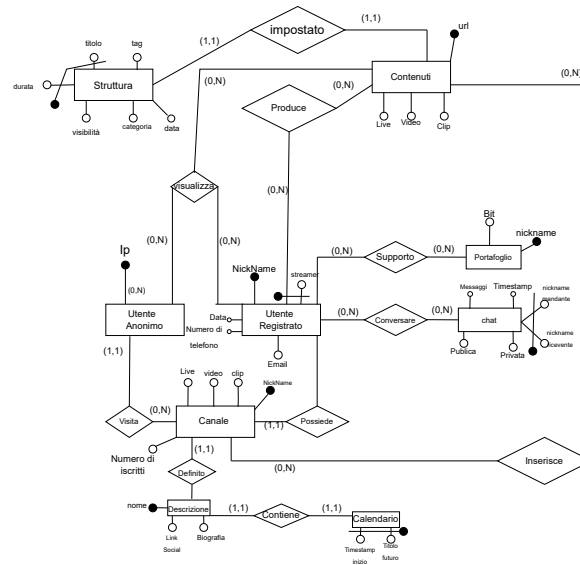 (1,1)
(1,1)
impostato
url
titolo
tag
durata
Struttura
visibilità
categoria
data
(0,N)
(0,N)
(0,N)
Contenuti
Produce
Live
Video
Clip
visualizza
(0,N)
(0,N)
(0,N)
Bit
nickname
Ip
(0,N)
NickName
streamer
(0,N)
Supporto
(0,N)
Portafoglio
Utente
Anonimo
Data
Numero di
telefono
Utente
Registrato
Email
(0,N)
Conversare
(0,N)
Messaggi
Timestamp
chat
nickname
mandante
nickname
ricevente
Publica
Privata
(1,1)
Live
video
clip
NickName
Visita
(0,N)
Canale
(1,1)
Possiede
Numero di
iscritti
(1,1)
(0,N)
Inserisce
Definito
nome
Descrizione
(1,1)
Contiene
(1,1)
Calendario
Link
Social
Biografia
Timestamp
inizio
Titolo
futuro